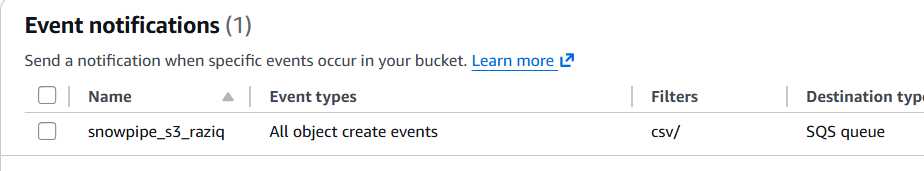 Event notifications (1)
Send a notification when specific events occur in your bucket. Learn more
Name Event types Filters Destination typ
snowpipe_s3_raziq All object create events csv/ SQS queue